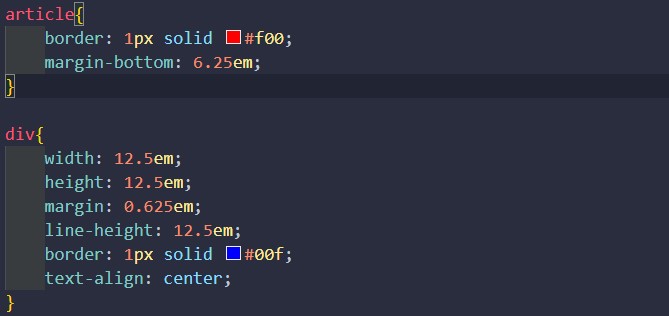 article{
    border: 1px solid #f00;
    margin-bottom: 6.25em;
}

div{
    width: 12.5em;
    height: 12.5em;
    margin: 0.625em;
    line-height: 12.5em;
    border: 1px solid #00f;
    text-align: center;
}